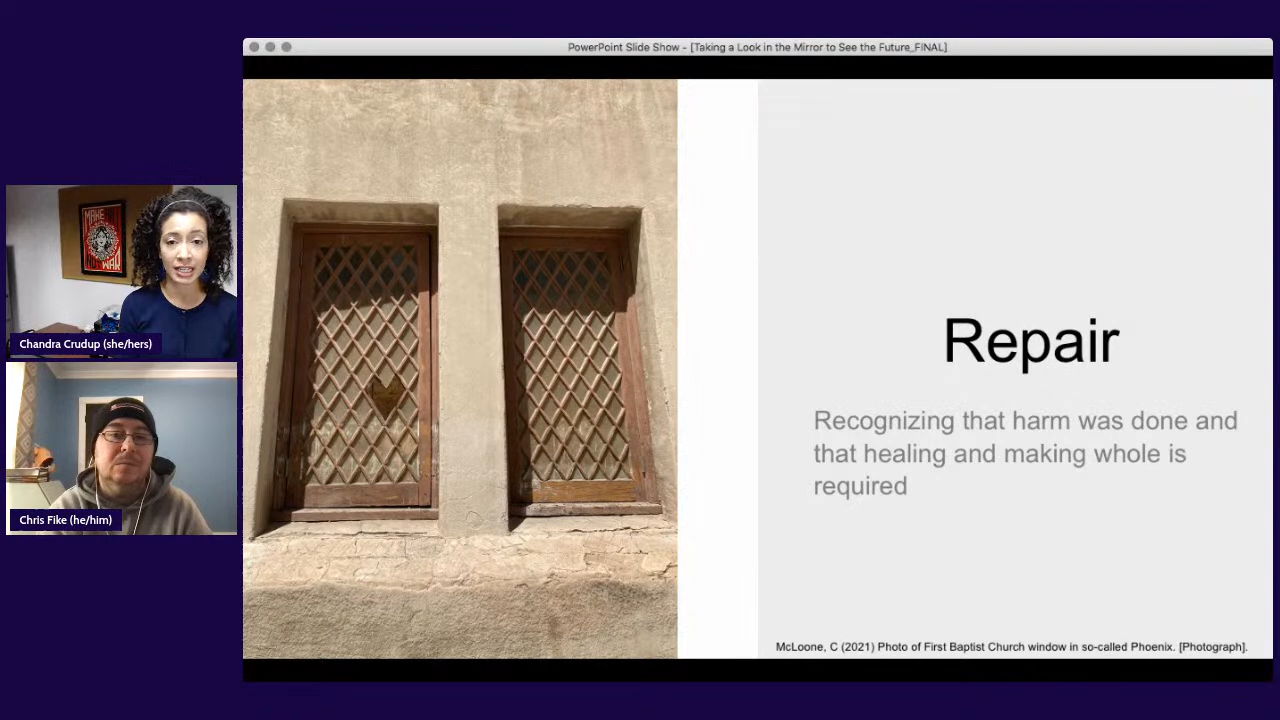 PowerPoint Slide Show - [Taking a Look in the Mirror to See the Future_FINAL]
MAKE
WAR
Chandra Crudup (she/hers)
Chris Fike (he/him)
Repair
Recognizing that harm was done and
that healing and making whole is
required
McLoone, C (2021) Photo of First Baptist Church window in so-called Phoenix. [Photograph].